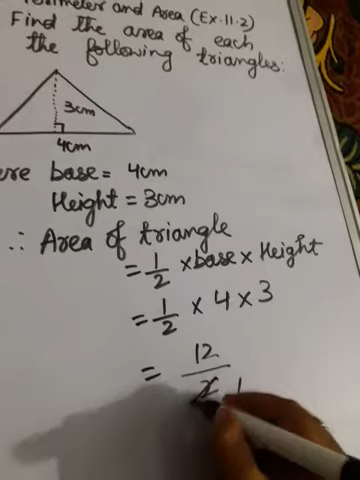 Perimeter and Area (Ex.11.2)
Find the area of each
the following triangles:
3cm
4cm
base = 4cm
Height = 3cm
∴ Area of triangle
= 1/2 × base × Height
= 1/2 × 4 × 3
= 12/2
1